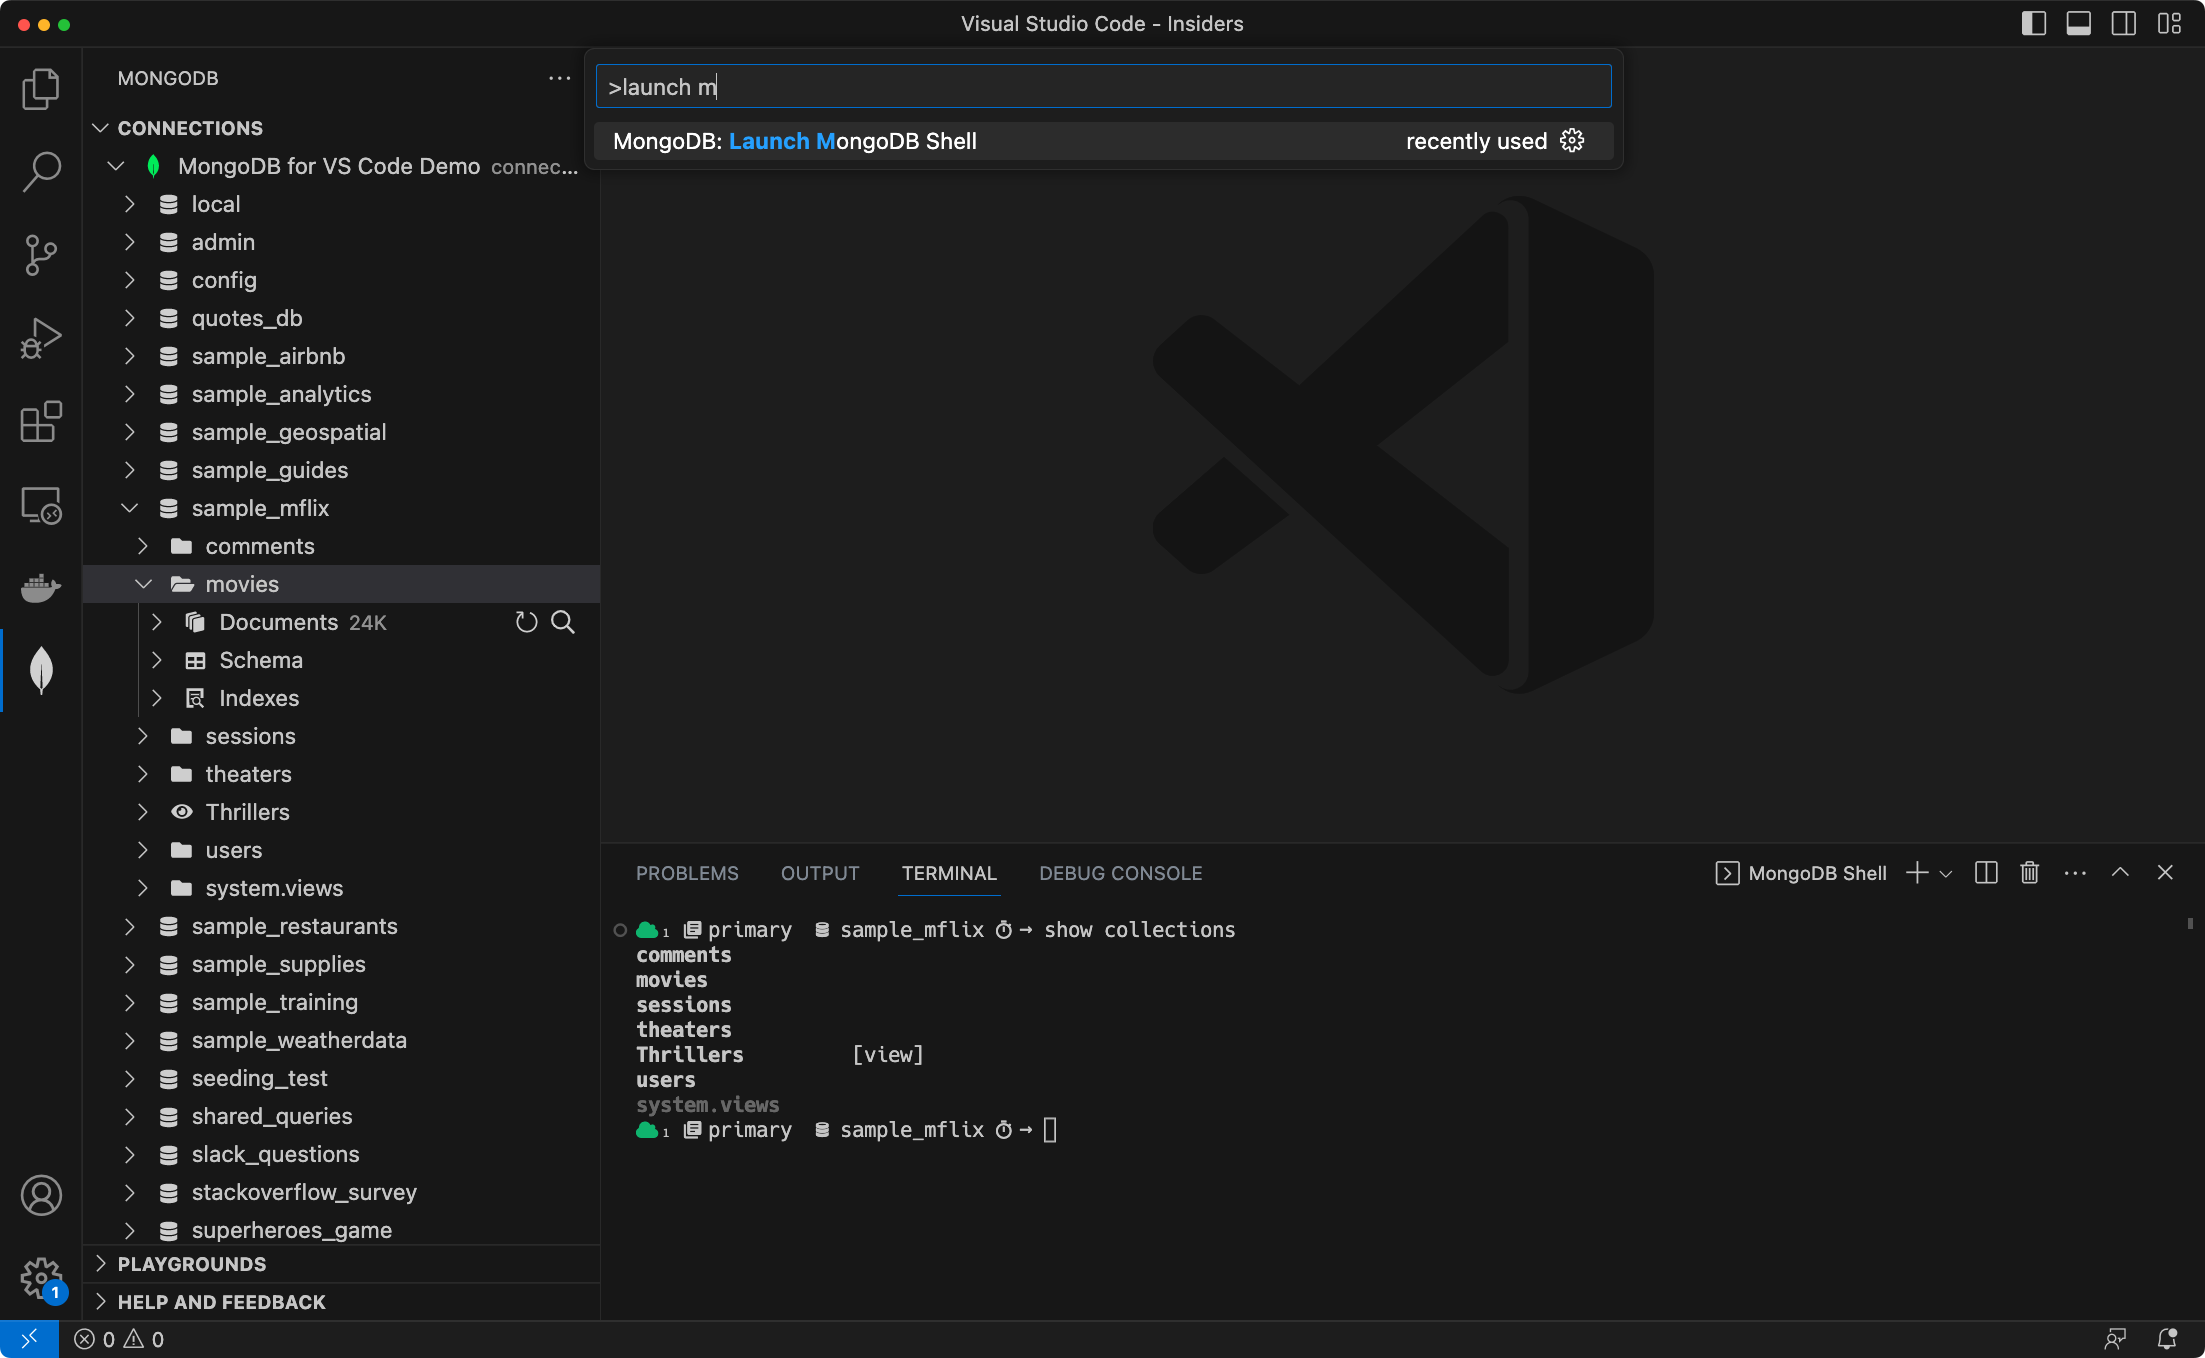 Visual Studio Code - Insiders
MONGODB
>launch m
MongoDB: Launch MongoDB Shell recently used
CONNECTIONS
MongoDB for VS Code Demo connec...
local
admin
config
quotes_db
sample_airbnb
sample_analytics
sample_geospatial
sample_guides
sample_mflix
comments
movies
Documents 24K
Schema
Indexes
sessions
theaters
Thrillers
users
system.views
sample_restaurants
sample_supplies
sample_training
sample_weatherdata
seeding_test
shared_queries
slack_questions
stackoverflow_survey
superheroes_game
PLAYGROUNDS
HELP AND FEEDBACK
1
PROBLEMS OUTPUT TERMINAL DEBUG CONSOLE MongoDB Shell
1 primary sample_mflix → show collections
comments
movies
sessions
theaters
Thrillers [view]
users
system.views
1 primary sample_mflix →
0 0